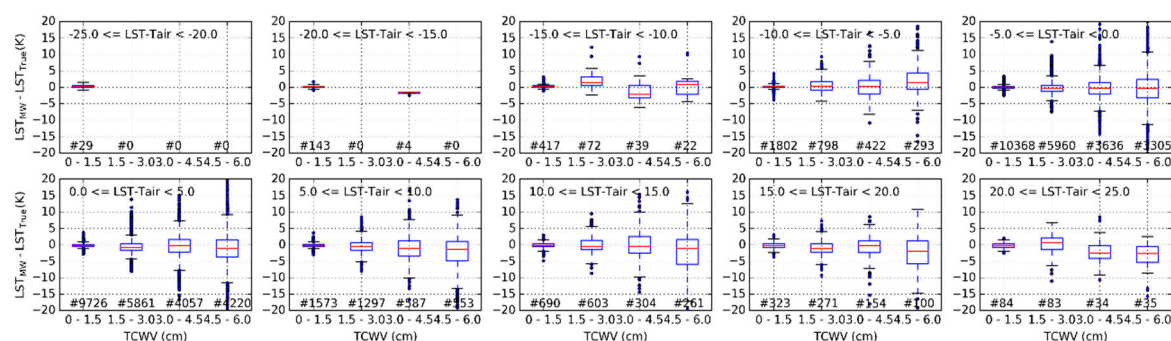 -25.0 <= LST-Tair < -20.0
-20.0 <= LST-Tair < -15.0
-15.0 <= LST-Tair < -10.0
-10.0 <= LST-Tair < -5.0
-5.0 <= LST-Tair < 0.0
LST_MW - LST_True(K)
20
15
10
5
0
−5
−10
−15
−20
#29 #0 #0 #0
#143 #0 #4 #0
#417 #72 #39 #22
#1802 #798 #422 #293
#10368 #5960 #3636 #3305
0 - 1.5 1.5 - 3.0 3.0 - 4.5 4.5 - 6.0
0 - 1.5 1.5 - 3.0 3.0 - 4.5 4.5 - 6.0
0 - 1.5 1.5 - 3.0 3.0 - 4.5 4.5 - 6.0
0 - 1.5 1.5 - 3.0 3.0 - 4.5 4.5 - 6.0
0 - 1.5 1.5 - 3.0 3.0 - 4.5 4.5 - 6.0
0.0 <= LST-Tair < 5.0
5.0 <= LST-Tair < 10.0
10.0 <= LST-Tair < 15.0
15.0 <= LST-Tair < 20.0
20.0 <= LST-Tair < 25.0
LST_MW - LST_True(K)
20
15
10
5
0
−5
−10
−15
−20
#9726 #5861 #4057 #4220
#1573 #1297 #587 #553
#690 #603 #304 #261
#323 #271 #154 #100
#84 #83 #34 #35
0 - 1.5 1.5 - 3.0 3.0 - 4.5 4.5 - 6.0
0 - 1.5 1.5 - 3.0 3.0 - 4.5 4.5 - 6.0
0 - 1.5 1.5 - 3.0 3.0 - 4.5 4.5 - 6.0
0 - 1.5 1.5 - 3.0 3.0 - 4.5 4.5 - 6.0
0 - 1.5 1.5 - 3.0 3.0 - 4.5 4.5 - 6.0
TCWV (cm)
TCWV (cm)
TCWV (cm)
TCWV (cm)
TCWV (cm)